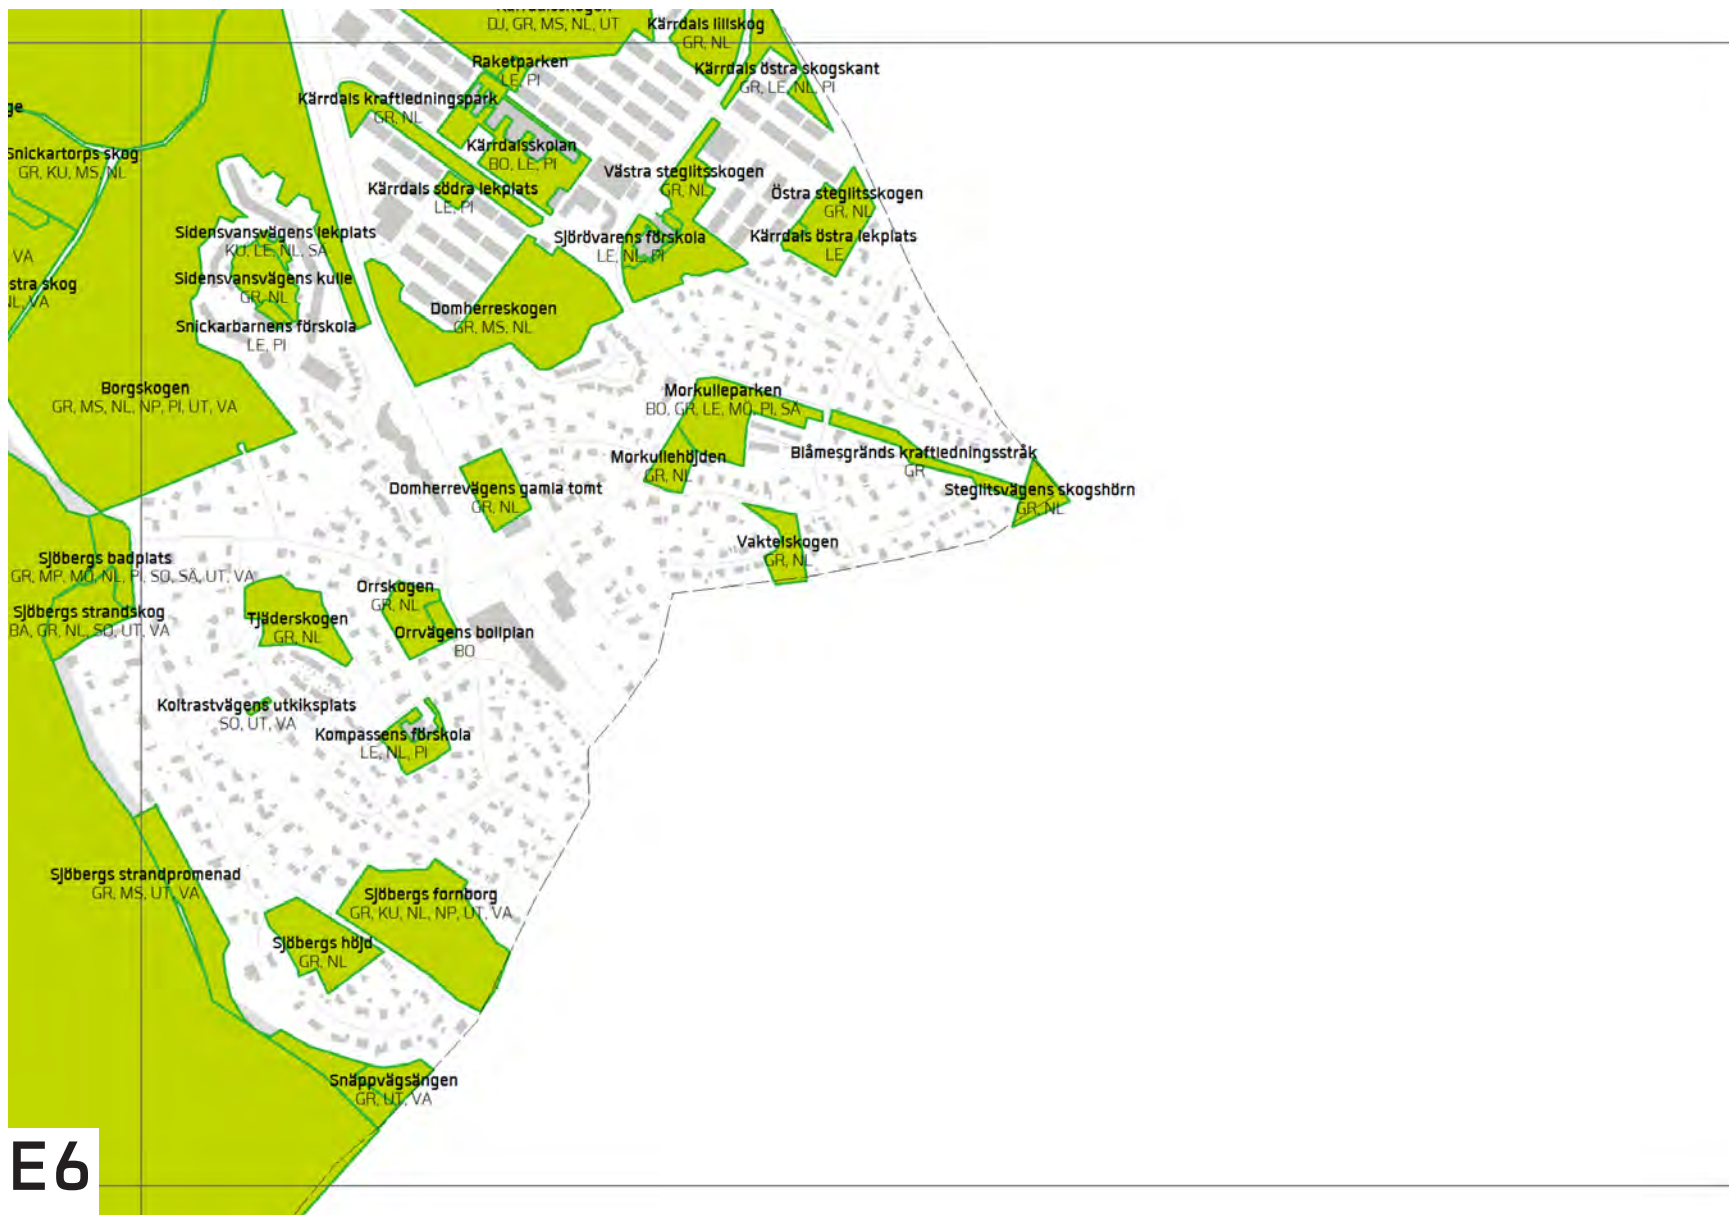 DJ, GR, MS, NL, UT
Kärrdals lillskog
GR, NL
Raketparken
LE, PI
Kärrdals östra skogskant
GR, LE, NL, PI
Kärrdals kraftledningspark
GR, NL
Kärrdalsskolan
BO, LE, PI
Snickartorps skog
GR, KU, MS, NL
Västra steglitsskogen
GR, NL
Kärrdals södra lekplats
LE, PI
Östra steglitsskogen
GR, NL
Sidensvansvägens lekplats
KU, LE, NL, SÄ
Sjörövarens förskola
LE, NL, PI
Kärrdals östra lekplats
LE
VA
Sidensvansvägens kulle
GR, NL
stra skog
NL, VA
Domherreskogen
GR, MS, NL
Snickarbarnens förskola
LE, PI
Borgskogen
GR, MS, NL, NP, PI, UT, VA
Morkulleparken
BO, GR, LE, MÖ, PI, SÄ
Morkullehöjden
GR, NL
Blåmesgränds kraftledningsstråk
GR
Domherrevägens gamla tomt
GR, NL
Steglitsvägens skogshörn
GR, NL
Vaktelskogen
GR, NL
Sjöbergs badplats
GR, MP, MÖ, NL, PI, SO, SÄ, UT, VA
Orrskogen
GR, NL
Sjöbergs strandskog
BA, GR, NL, SO, UT, VA
Tjäderskogen
GR, NL
Orrvägens bollplan
BO
Koltrastvägens utkiksplats
SO, UT, VA
Kompassens förskola
LE, NL, PI
Sjöbergs strandpromenad
GR, MS, UT, VA
Sjöbergs fornborg
GR, KU, NL, NP, UT, VA
Sjöbergs höjd
GR, NL
Snäppvägsängen
GR, UT, VA
E6